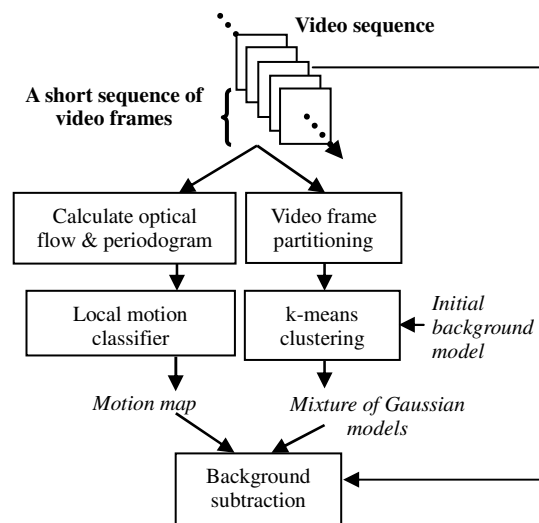 Video sequence
A short sequence of
video frames
Calculate optical
flow & periodogram
Video frame
partitioning
Local motion
classifier
k-means
clustering
Initial
background
model
Motion map
Mixture of Gaussian
models
Background
subtraction